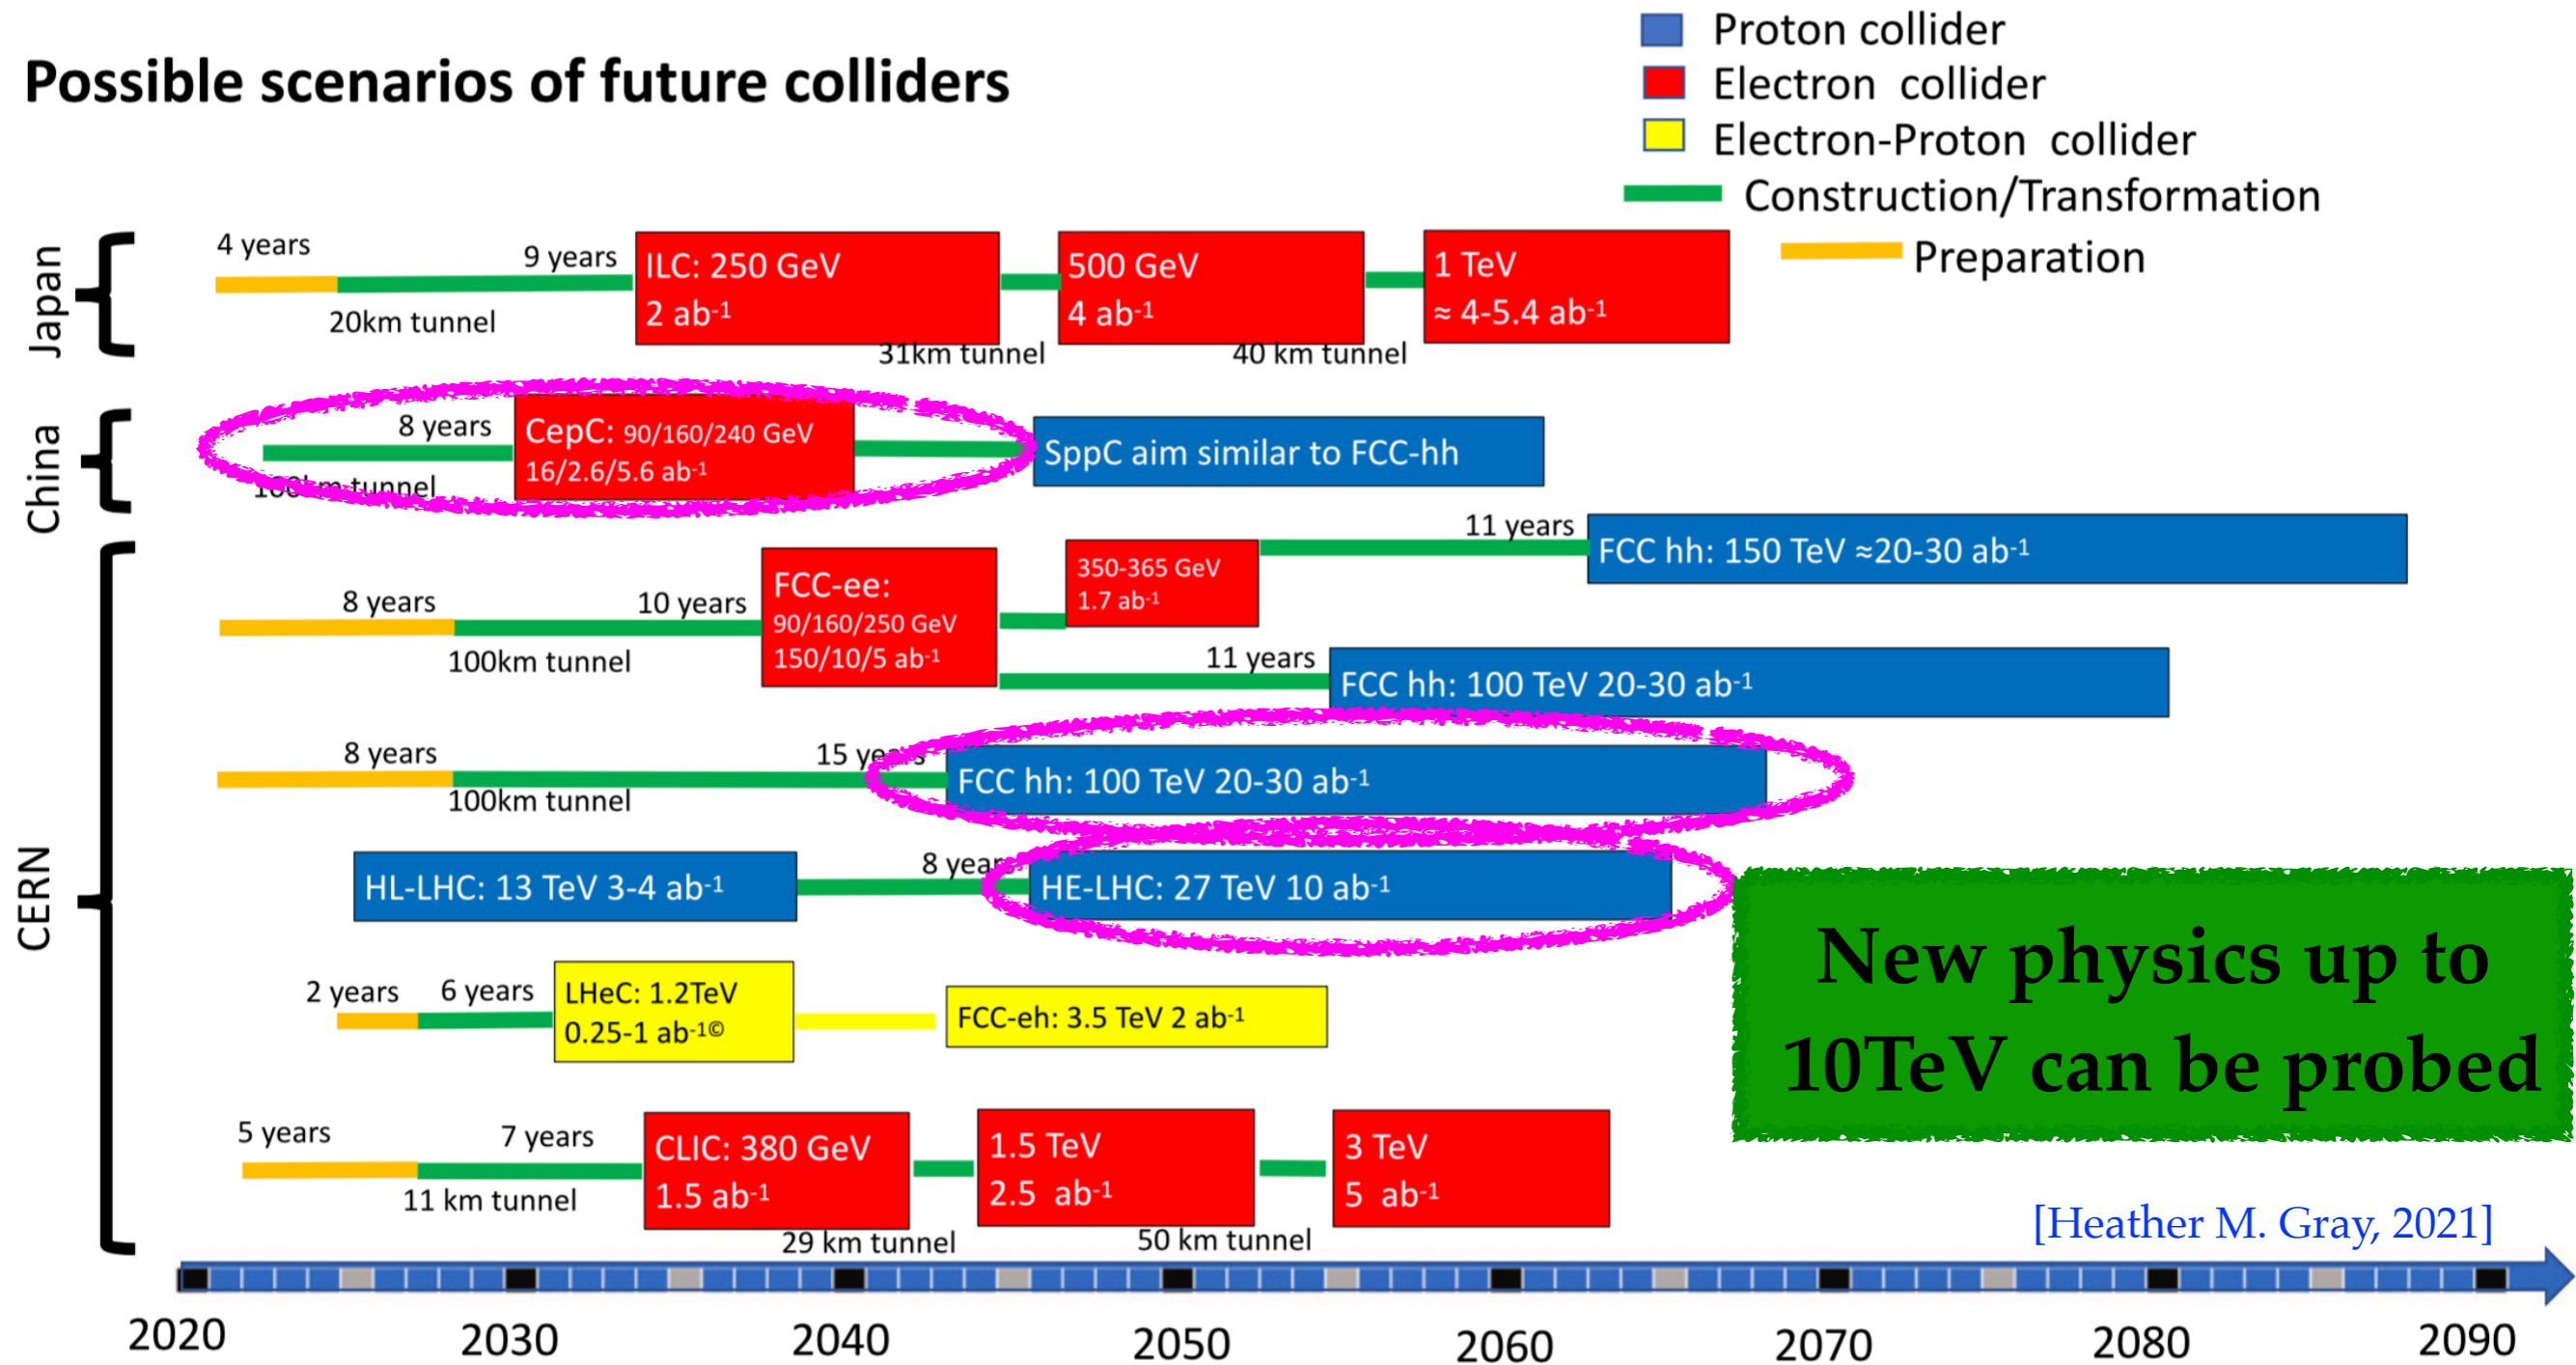 Possible scenarios of future colliders
Proton collider
Electron collider
Electron-Proton collider
Construction/Transformation
Preparation
Japan
4 years
9 years
20km tunnel
ILC: 250 GeV
2 ab-1
31km tunnel
500 GeV
4 ab-1
40 km tunnel
1 TeV
≈ 4-5.4 ab-1
China
8 years
100km tunnel
CepC: 90/160/240 GeV
16/2.6/5.6 ab-1
SppC aim similar to FCC-hh
CERN
8 years
10 years
100km tunnel
FCC-ee:
90/160/250 GeV
150/10/5 ab-1
350-365 GeV
1.7 ab-1
11 years
FCC hh: 150 TeV ≈20-30 ab-1
11 years
FCC hh: 100 TeV 20-30 ab-1
8 years
15 years
100km tunnel
FCC hh: 100 TeV 20-30 ab-1
HL-LHC: 13 TeV 3-4 ab-1
8 years
HE-LHC: 27 TeV 10 ab-1
2 years
6 years
LHeC: 1.2TeV
0.25-1 ab-1©
FCC-eh: 3.5 TeV 2 ab-1
5 years
7 years
11 km tunnel
CLIC: 380 GeV
1.5 ab-1
29 km tunnel
1.5 TeV
2.5 ab-1
50 km tunnel
3 TeV
5 ab-1
New physics up to
10TeV can be probed
[Heather M. Gray, 2021]
2020
2030
2040
2050
2060
2070
2080
2090